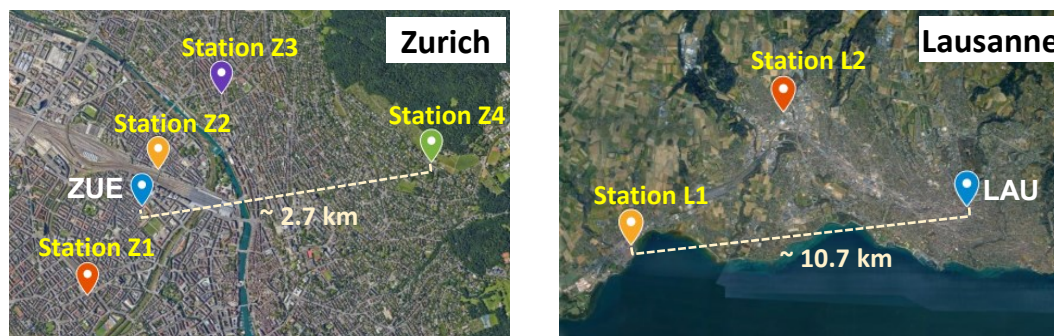 Zurich
Station Z3
Station Z2
Station Z4
ZUE
~ 2.7 km
Station Z1
Lausanne
Station L2
Station L1
LAU
~ 10.7 km